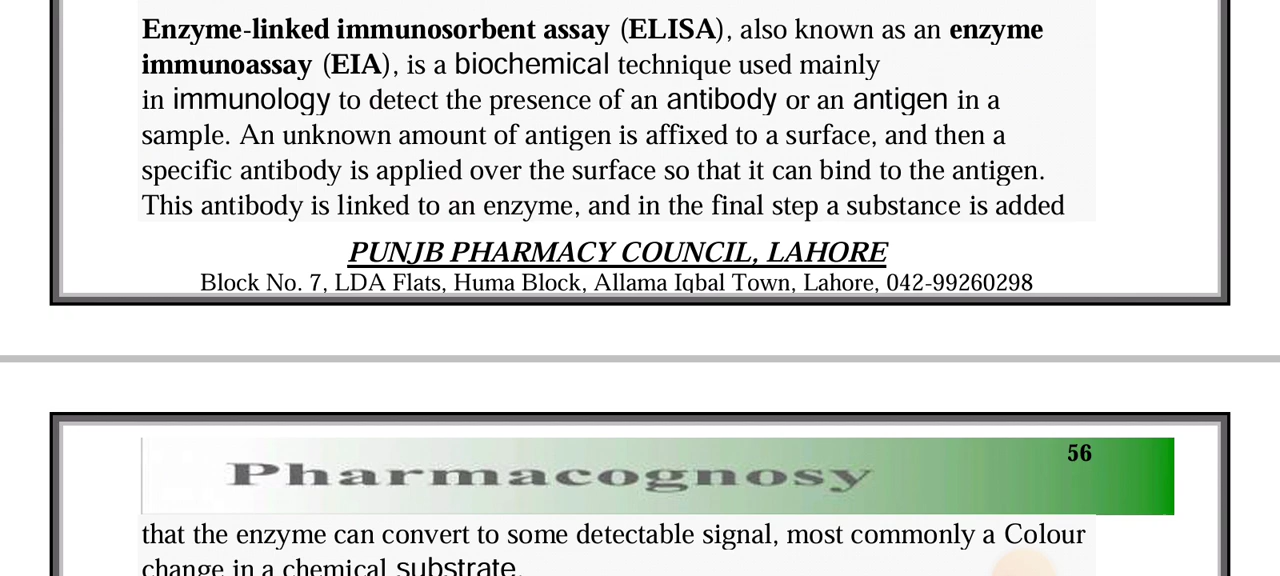 Enzyme-linked immunosorbent assay (ELISA), also known as an enzyme
immunoassay (EIA), is a biochemical technique used mainly
in immunology to detect the presence of an antibody or an antigen in a
sample. An unknown amount of antigen is affixed to a surface, and then a
specific antibody is applied over the surface so that it can bind to the antigen.
This antibody is linked to an enzyme, and in the final step a substance is added
PUNJB PHARMACY COUNCIL, LAHORE
Block No. 7, LDA Flats, Huma Block, Allama Iqbal Town, Lahore, 042-99260298
56
Pharmacognosy
that the enzyme can convert to some detectable signal, most commonly a Colour
change in a chemical substrate.